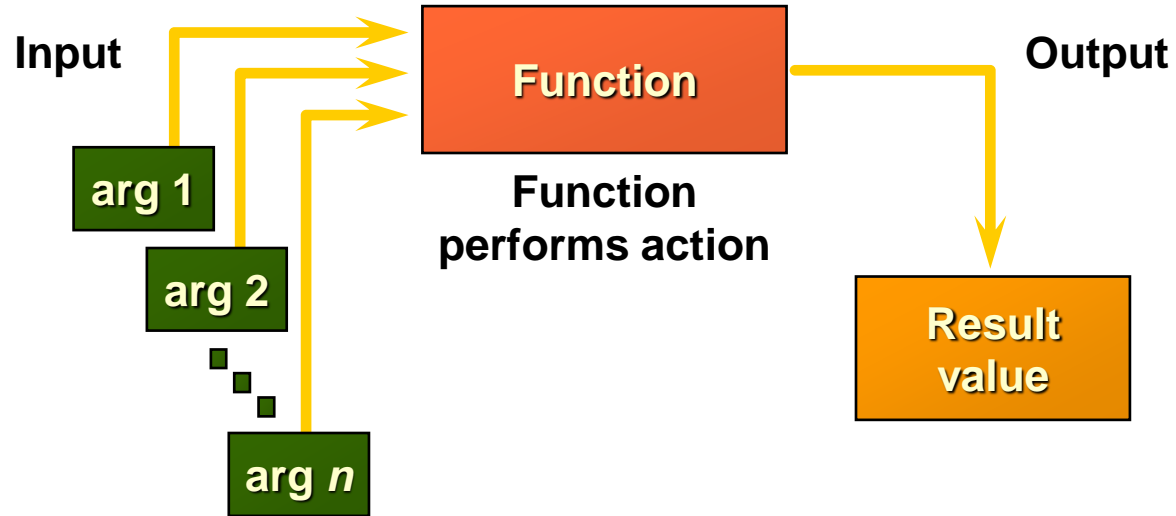 Input
Function
Output
arg 1
Function
performs action
arg 2
Result
value
arg n